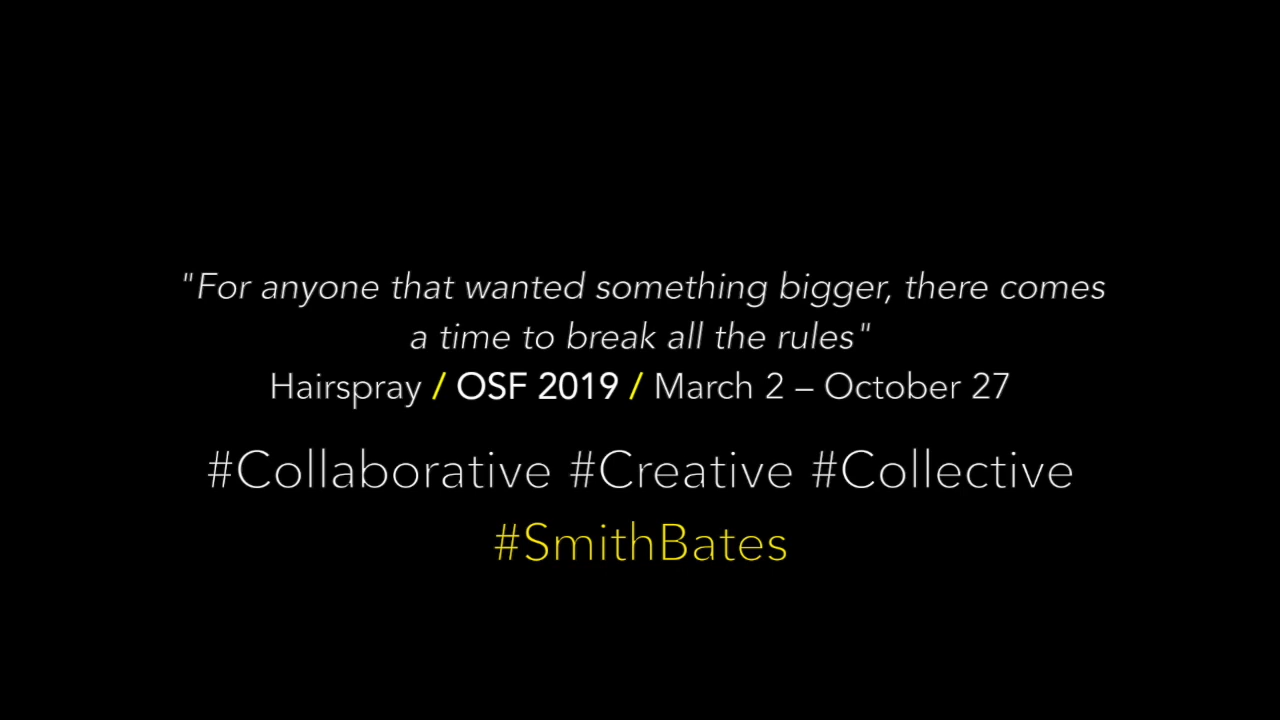 "For anyone that wanted something bigger, there comes
a time to break all the rules"
Hairspray / OSF 2019 / March 2 – October 27
#Collaborative #Creative #Collective
#SmithBates